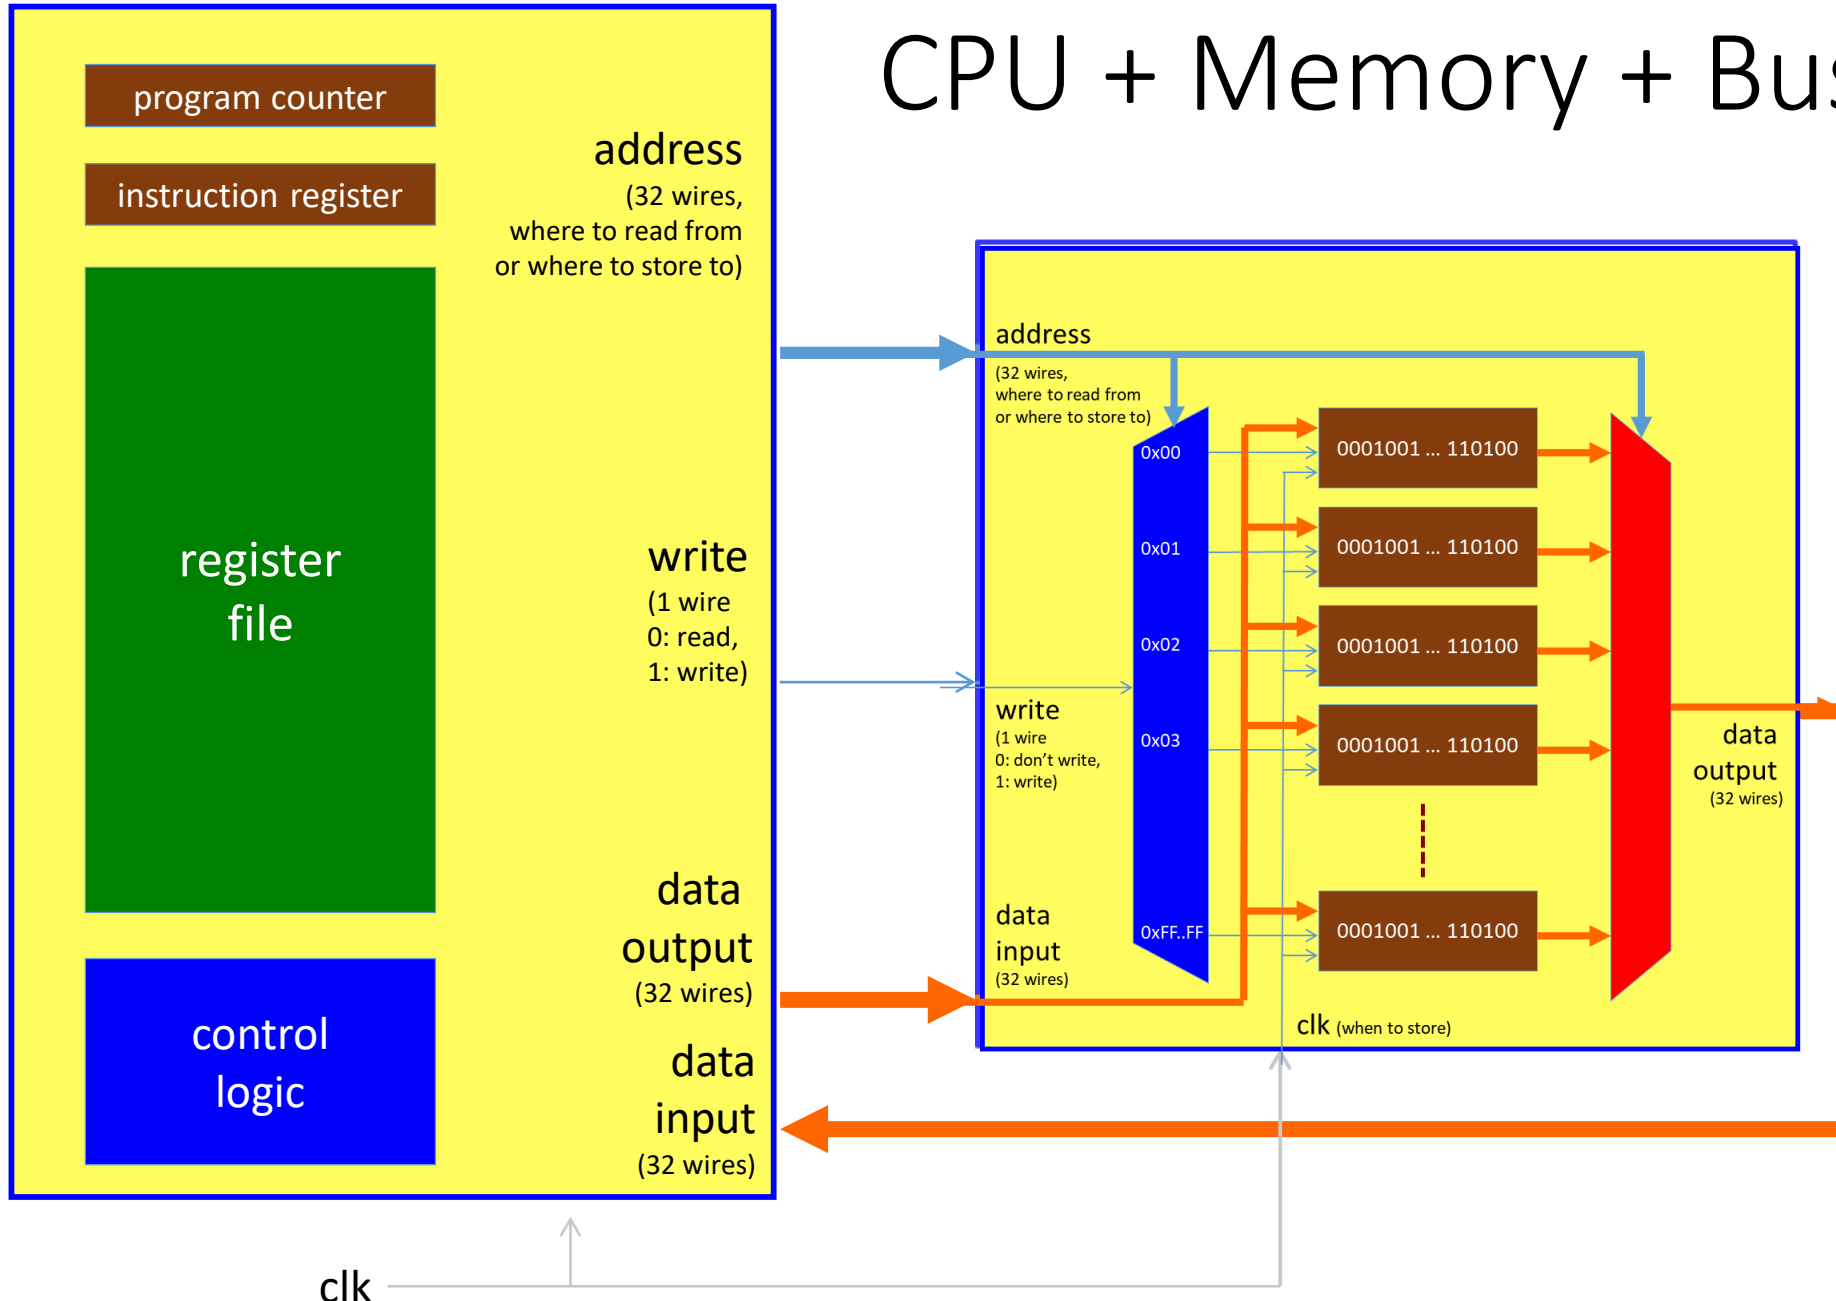 CPU + Memory + Bus
program counter
instruction register
register
file
control
logic
address
(32 wires,
where to read from
or where to store to)
write
(1 wire
0: read,
1: write)
data
output
(32 wires)
data
input
(32 wires)
clk
address
(32 wires,
where to read from
or where to store to)
write
(1 wire
0: don't write,
1: write)
data
input
(32 wires)
0x00
0x01
0x02
0x03
0xFF..FF
0001001 ... 110100
0001001 ... 110100
0001001 ... 110100
0001001 ... 110100
0001001 ... 110100
clk (when to store)
data
output
(32 wires)